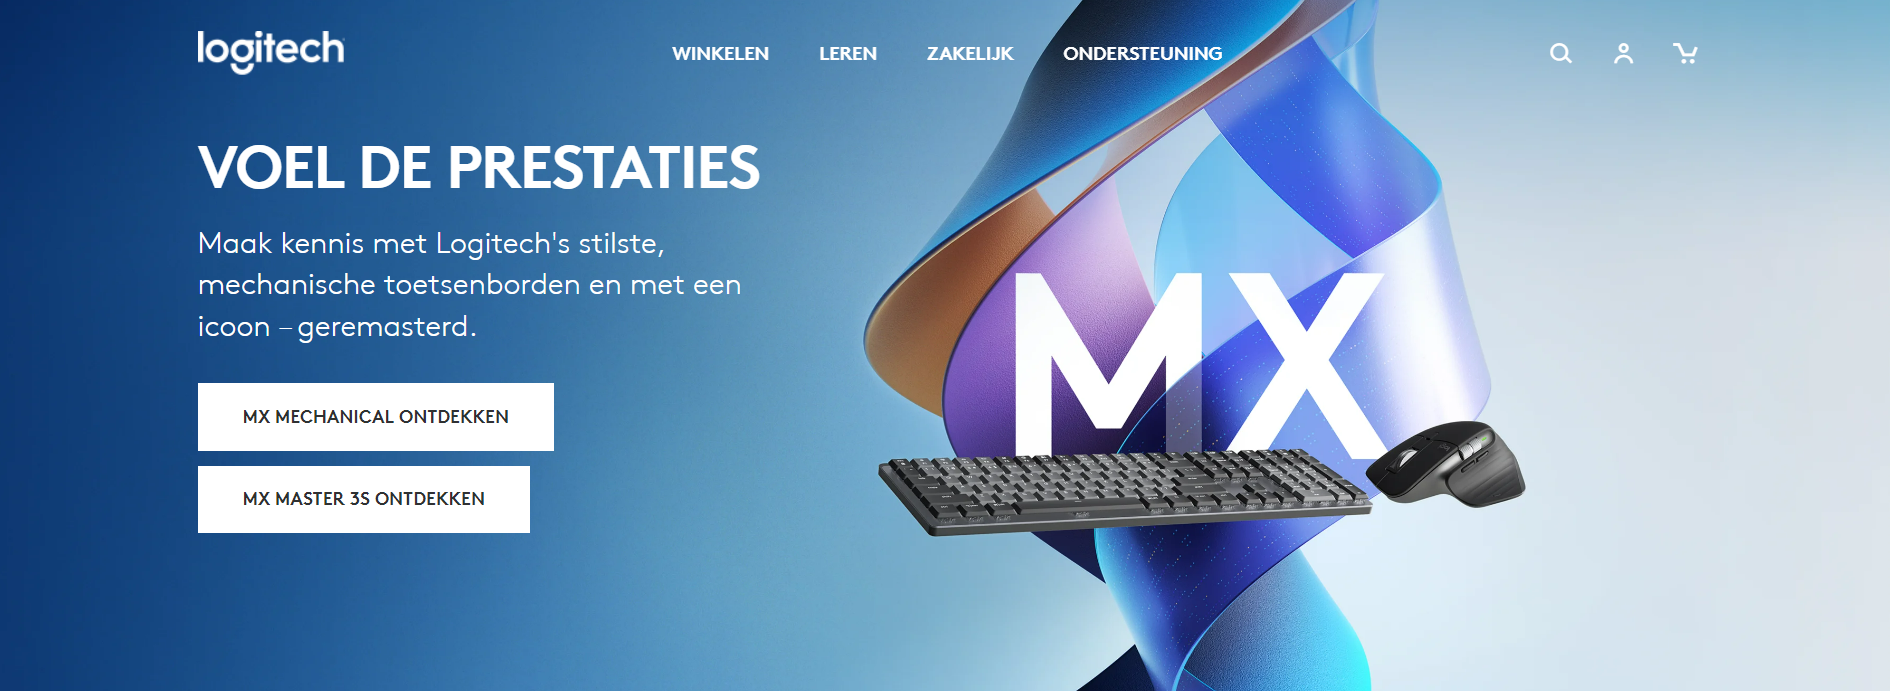 logitech
WINKELEN LEREN ZAKELIJK ONDERSTEUNING
VOEL DE PRESTATIES
Maak kennis met Logitech's stilste,
mechanische toetsenborden en met een
icoon – geremasterd.
MX MECHANICAL ONTDEKKEN
MX MASTER 3S ONTDEKKEN
MX